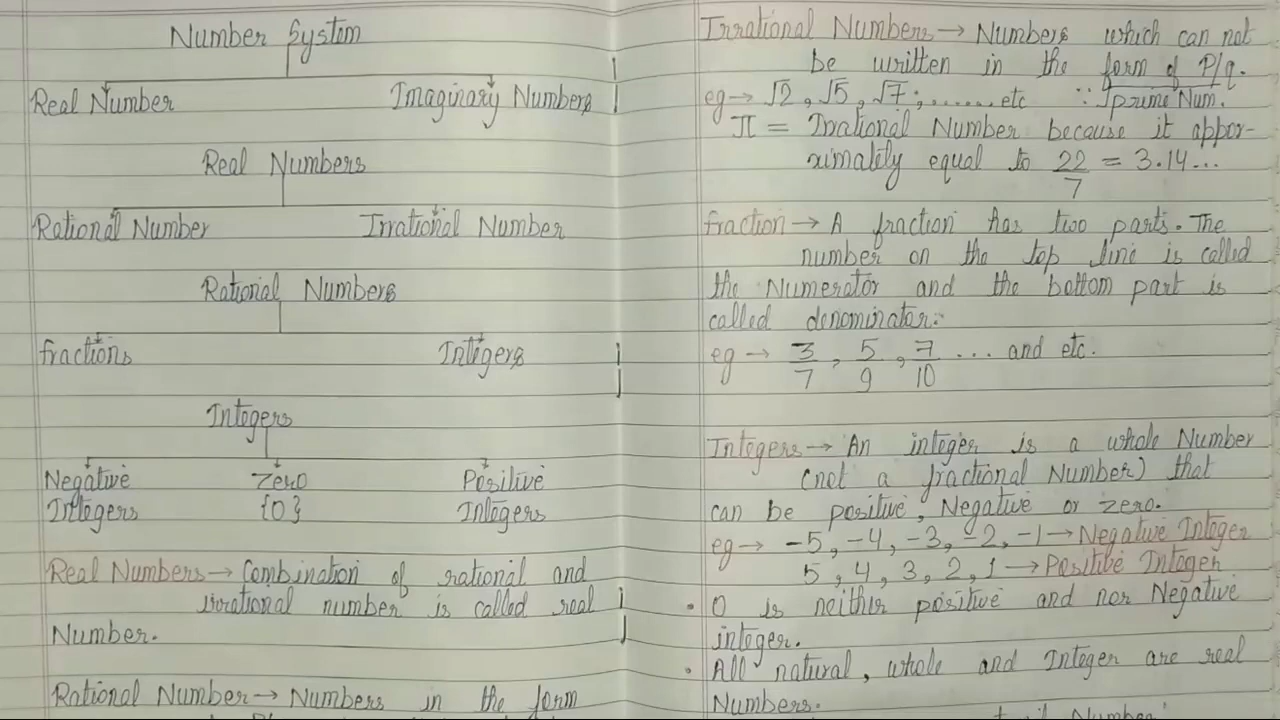 Number System
Real Number Imaginary Numbers
Real Numbers
Rational Number Irrational Number
Rational Numbers
fractions Integers
Integers
Negative Zero Positive
Integers {0} Integers
Real Numbers → Combination of rational and
irrational number is called real
Number.
Rational Number → Numbers in the form
Irrational Numbers → Numbers which can not
be written in the form of P/q.
eg → √2, √5, √7, ....... etc ∵ √prime Num.
π = Irrational Number because it appor-
ximately equal to 22/7 = 3.14...
fraction → A fraction has two parts. The
number on the top line is called
the Numerator and the bottom part is
called denominator.
eg → 3/7, 5/9, 7/10 ... and etc.
Integers → An integer is a whole Number
(not a fractional Number) that
can be positive, Negative or zero.
eg → -5, -4, -3, -2, -1 → Negative Integer
5, 4, 3, 2, 1 → Positive Integer
• 0 is neither positive and nor Negative
integer.
• All natural, whole and Integer are real
Numbers.